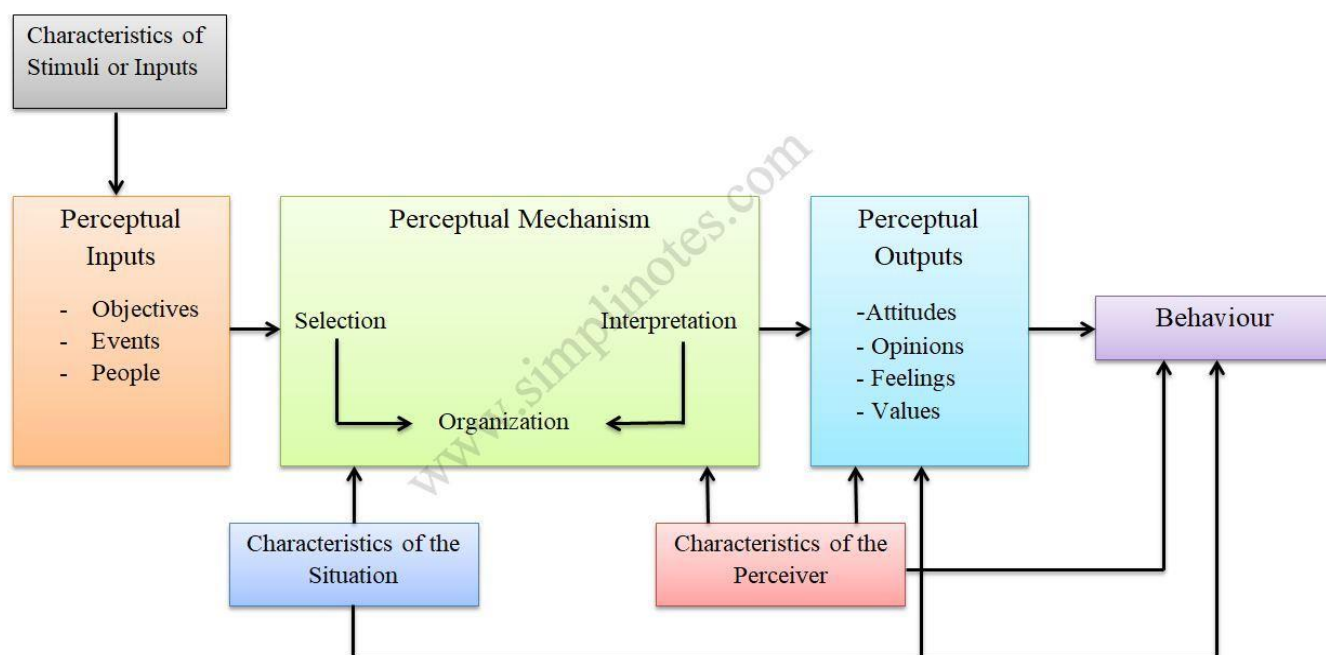 Characteristics of
Stimuli or Inputs
Perceptual
Inputs
- Objectives
- Events
- People
Perceptual Mechanism
Selection
Interpretation
Organization
Perceptual
Outputs
-Attitudes
- Opinions
- Feelings
- Values
Behaviour
Characteristics of the
Situation
Characteristics of the
Perceiver
www.simplinotes.com